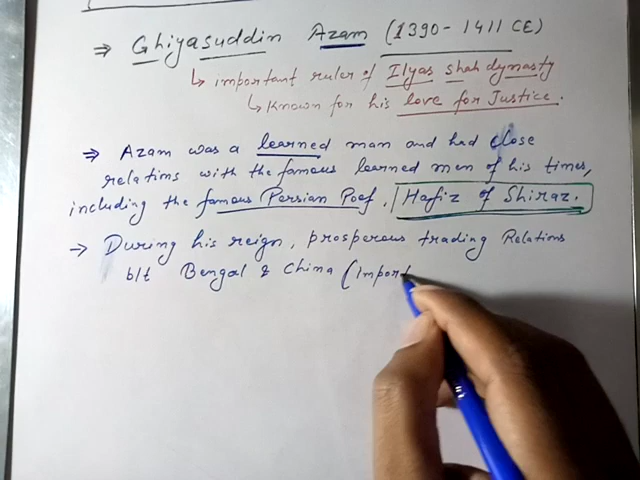 ⇒ Ghiyasuddin Azam (1390-1411 CE)
↳ important ruler of Ilyas shah dynasty
↳ Known for his love for Justice.
⇒ Azam was a learned man and had close
relations with the famous learned men of his times,
including the famous Persian Poet, Hafiz of Shiraz.
→ During his reign, prosperous trading Relations
b/t Bengal & China (Import